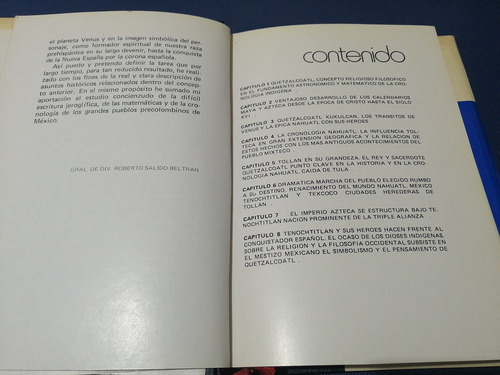 el planeta Venus y en la imagen simbólica del per-
sonaje, como formador espiritual de nuestra raza
prehispánica en su largo devenir, hasta la conquista
de la Nueva España por la corona española.
Así puesto y pretendido definir la tarea que por
largo tiempo, para tan reducido resultado, he reali-
zado con los fines de la real y clara descripción de
asuntos históricos relacionados dentro del concep-
to anterior. En el mismo propósito he sumado mi
aportación al estudio concienzudo de la difícil
escritura jeroglífica, de las matemáticas y de la cro-
nología de los grandes pueblos precolombinos de
México.
GRAL. DE DIV. ROBERTO SALIDO BELTRAN
contenido
CAPITULO 1 QUETZALCOATL, CONCEPTO RELIGIOSO FILOSOFICO
EN EL FUNDAMENTO ASTRONOMICO Y MATEMATICO DE LA CRO-
NOLOGIA INDIGENA
CAPITULO 2 VENTAJOSO DESARROLLO DE LOS CALENDARIOS
MAYA Y AZTECA DESDE LA EPOCA DE CRISTO HASTA EL SIGLO
XVI
CAPITULO 3 QUETZALCOATL KUKULCAN, LOS TRANSITOS DE
VENUS Y LA EPICA NAHUATL CON SUS HEROES
CAPITULO 4 LA CRONOLOGIA NAHUATL. LA INFLUENCIA TOL-
TECA EN GRAN EXTENSION GEOGRAFICA Y LA RELACION DE
ESTOS HECHOS CON LOS MAS ANTIGUOS ACONTECIMIENTOS DEL
PUEBLO MIXTECO .
CAPITULO 5 TOLLAN EN SU GRANDEZA. EL REY Y SACERDOTE
QUETZALCOATL PUNTO CLAVE EN LA HISTORIA Y EN LA CRO-
NOLOGIA NAHUATL. CAIDA DE TULA .
CAPITULO 6 DRAMATICA MARCHA DEL PUEBLO ELEGIDO RUMBO
A SU DESTINO. RENACIMIENTO DEL MUNDO NAHUATL. MÉXICO
TENOCHTITLAN Y TEXCOCO CIUDADES HEREDERAS DE
TOLLAN .
CAPITULO 7 EL IMPERIO AZTECA SE ESTRUCTURA BAJO TE-
NOCHTITLAN NACION PROMINENTE DE LA TRIPLE ALIANZA .
CAPITULO 8 TENOCHTITLAN Y SUS HEROES HACEN FRENTE AL
CONQUISTADOR ESPAÑOL. EL OCASO DE LOS DIOSES INDIGENAS.
SOBRE LA RELIGION Y LA FILOSOFIA OCCIDENTAL SUBSISTE EN
EL MESTIZO MEXICANO EL SIMBOLISMO Y EL PENSAMIENTO DE
QUETZALCOATL .